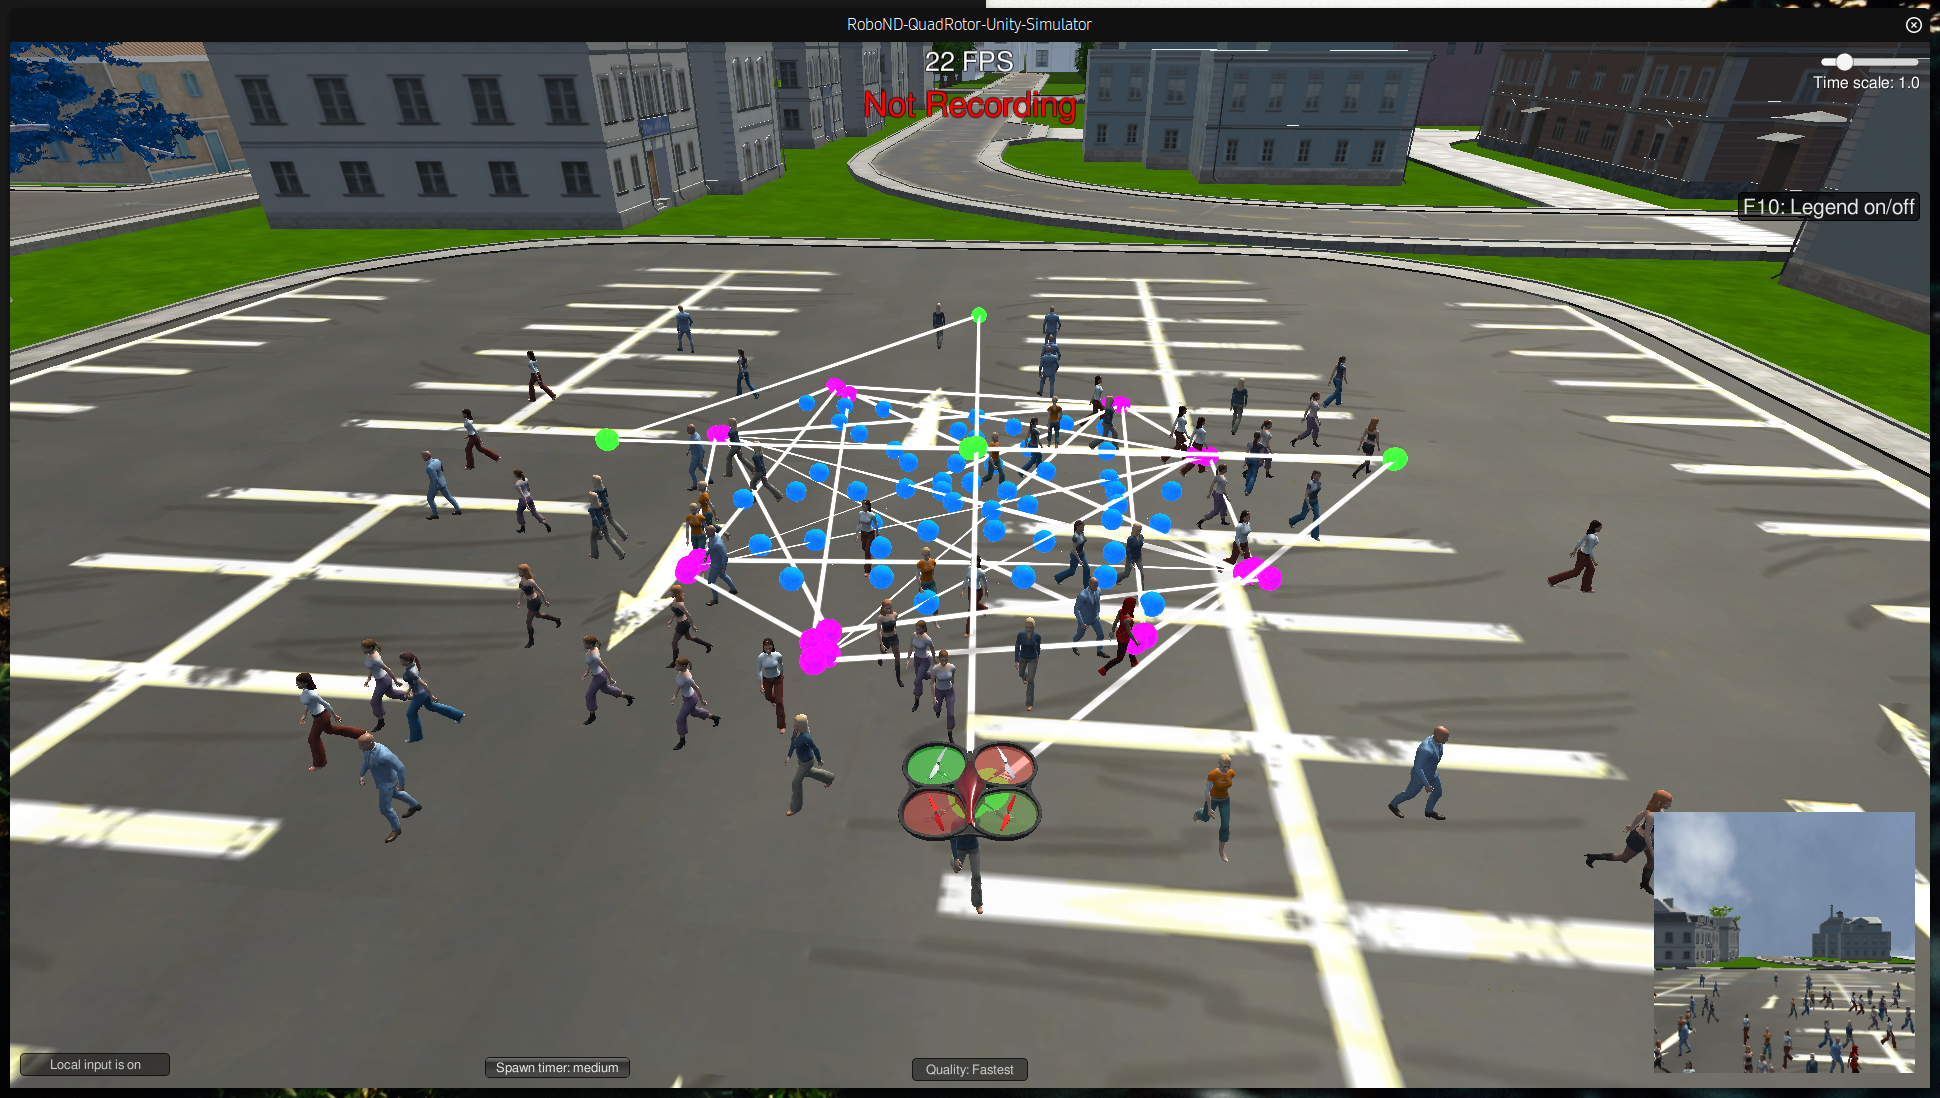 RoboND-QuadRotor-Unity-Simulator
22 FPS
Not Recording
Time scale: 1.0
F10: Legend on/off
Local input is on
Spawn timer: medium
Quality: Fastest